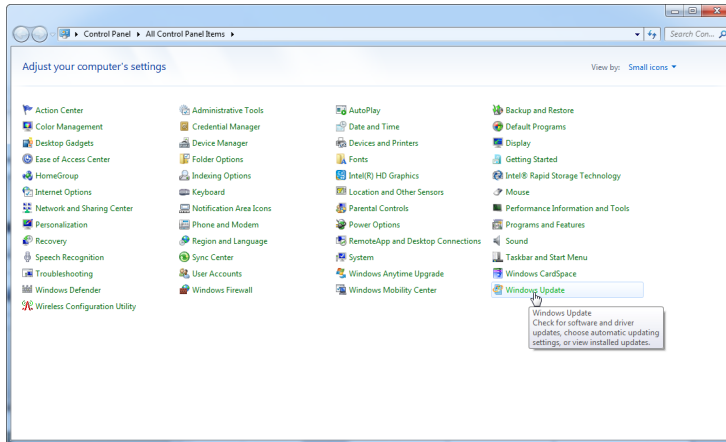 Control Panel ▸ All Control Panel Items ▸
Search Con...
Adjust your computer's settings
View by: Small icons
Action Center Administrative Tools AutoPlay Backup and Restore
Color Management Credential Manager Date and Time Default Programs
Desktop Gadgets Device Manager Devices and Printers Display
Ease of Access Center Folder Options Fonts Getting Started
HomeGroup Indexing Options Intel(R) HD Graphics Intel® Rapid Storage Technology
Internet Options Keyboard Location and Other Sensors Mouse
Network and Sharing Center Notification Area Icons Parental Controls Performance Information and Tools
Personalization Phone and Modem Power Options Programs and Features
Recovery Region and Language RemoteApp and Desktop Connections Sound
Speech Recognition Sync Center System Taskbar and Start Menu
Troubleshooting User Accounts Windows Anytime Upgrade Windows CardSpace
Windows Defender Windows Firewall Windows Mobility Center Windows Update
Wireless Configuration Utility
Windows Update
Check for software and driver
updates, choose automatic updating
settings, or view installed updates.